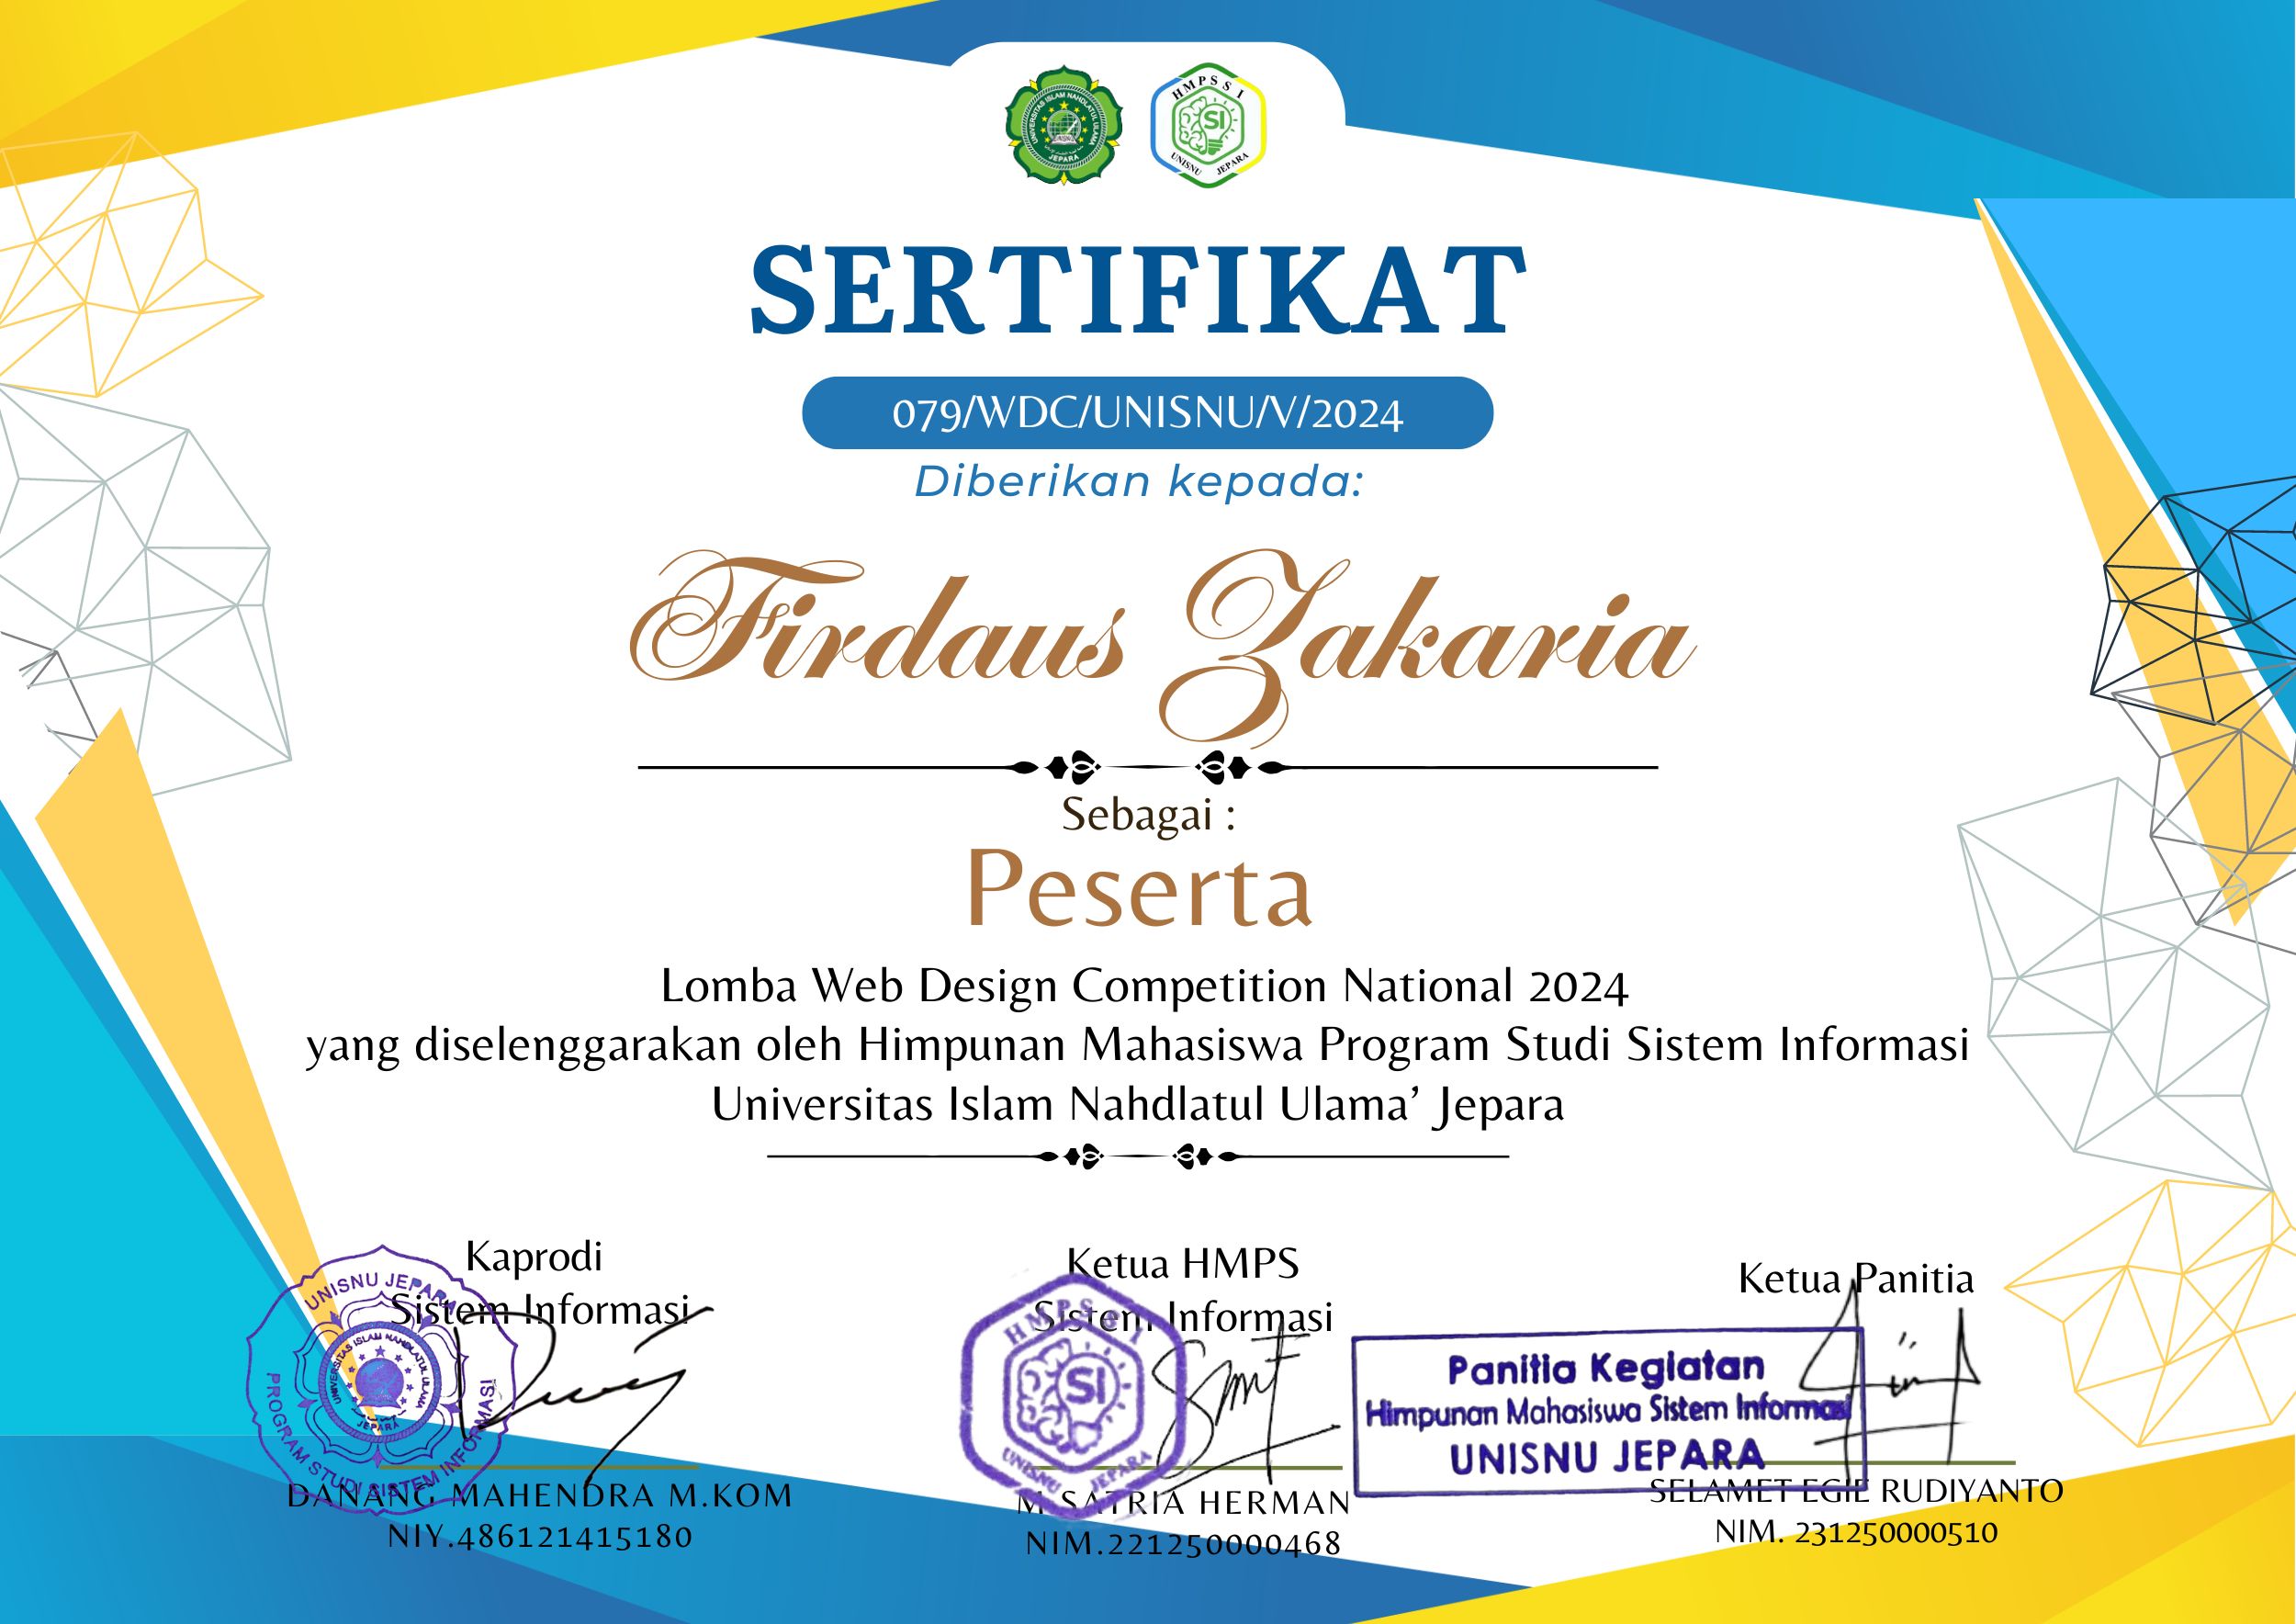 UNIVERSITAS ISLAM NAHDLATUL ULAMA
JEPARA
HMPSSI
SI
UNISNU JEPARA
SERTIFIKAT
079/WDC/UNISNU/V/2024
Diberikan kepada:
Firdaus Zakaria
Sebagai :
Peserta
Lomba Web Design Competition National 2024
yang diselenggarakan oleh Himpunan Mahasiswa Program Studi Sistem Informasi
Universitas Islam Nahdlatul Ulama’ Jepara
Kaprodi
Sistem Informasi
UNISNU JEPARA
UNIVERSITAS ISLAM NAHDLATUL ULAMA
JEPARA
PROGRAM STUDI SISTEM INFORMASI
DANANG MAHENDRA M.KOM
NIY.486121415180
Ketua HMPS
Sistem Informasi
HMPSSI
SI
UNISNU JEPARA
M SATRIA HERMAN
NIM.221250000468
Ketua Panitia
Panitia Kegiatan
Himpunan Mahasiswa Sistem Informasi
UNISNU JEPARA
SELAMET EGIE RUDIYANTO
NIM. 231250000510